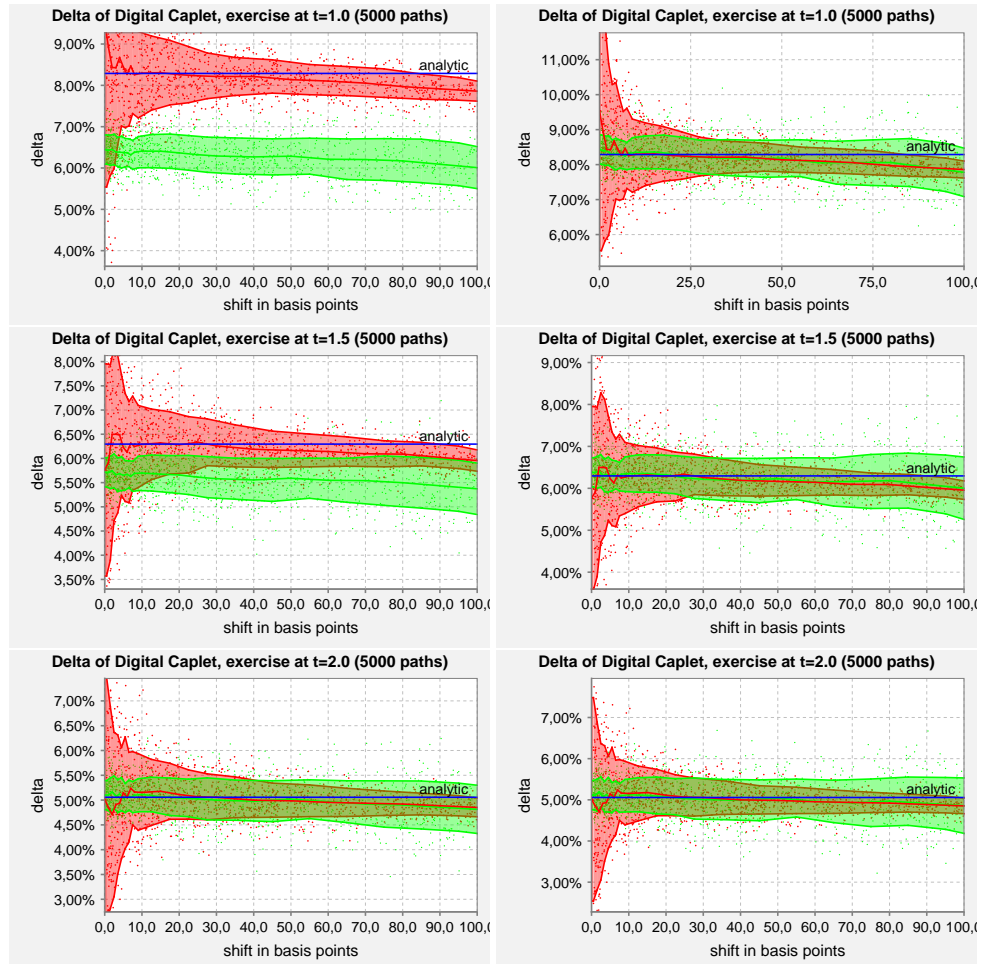 Delta of Digital Caplet, exercise at t=1.0 (5000 paths)
9,00%
8,00%
7,00%
6,00%
5,00%
4,00%
delta
analytic
0,0 10,0 20,0 30,0 40,0 50,0 60,0 70,0 80,0 90,0 100,0
shift in basis points
Delta of Digital Caplet, exercise at t=1.0 (5000 paths)
11,00%
10,00%
9,00%
8,00%
7,00%
6,00%
delta
analytic
0,0 25,0 50,0 75,0 100,0
shift in basis points
Delta of Digital Caplet, exercise at t=1.5 (5000 paths)
8,00%
7,50%
7,00%
6,50%
6,00%
5,50%
5,00%
4,50%
4,00%
3,50%
delta
analytic
0,0 10,0 20,0 30,0 40,0 50,0 60,0 70,0 80,0 90,0 100,0
shift in basis points
Delta of Digital Caplet, exercise at t=1.5 (5000 paths)
9,00%
8,00%
7,00%
6,00%
5,00%
4,00%
delta
analytic
0,0 10,0 20,0 30,0 40,0 50,0 60,0 70,0 80,0 90,0 100,0
shift in basis points
Delta of Digital Caplet, exercise at t=2.0 (5000 paths)
7,00%
6,50%
6,00%
5,50%
5,00%
4,50%
4,00%
3,50%
3,00%
delta
analytic
0,0 10,0 20,0 30,0 40,0 50,0 60,0 70,0 80,0 90,0 100,0
shift in basis points
Delta of Digital Caplet, exercise at t=2.0 (5000 paths)
7,00%
6,00%
5,00%
4,00%
3,00%
delta
analytic
0,0 10,0 20,0 30,0 40,0 50,0 60,0 70,0 80,0 90,0 100,0
shift in basis points